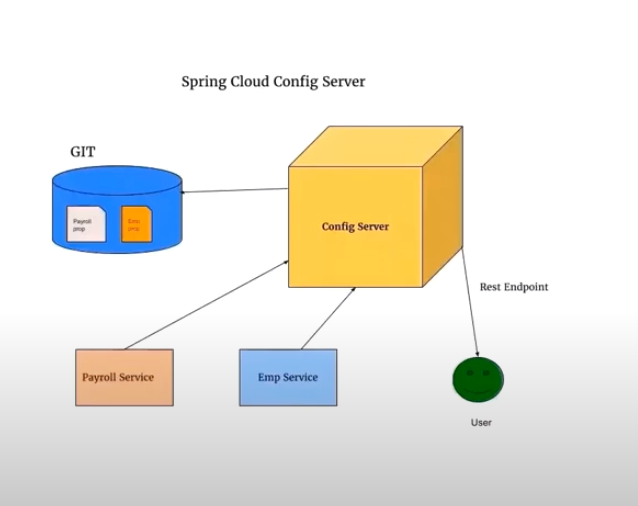 Spring Cloud Config Server
GIT
Payroll
prop
Emp
prop
Config Server
Rest Endpoint
Payroll Service
Emp Service
User